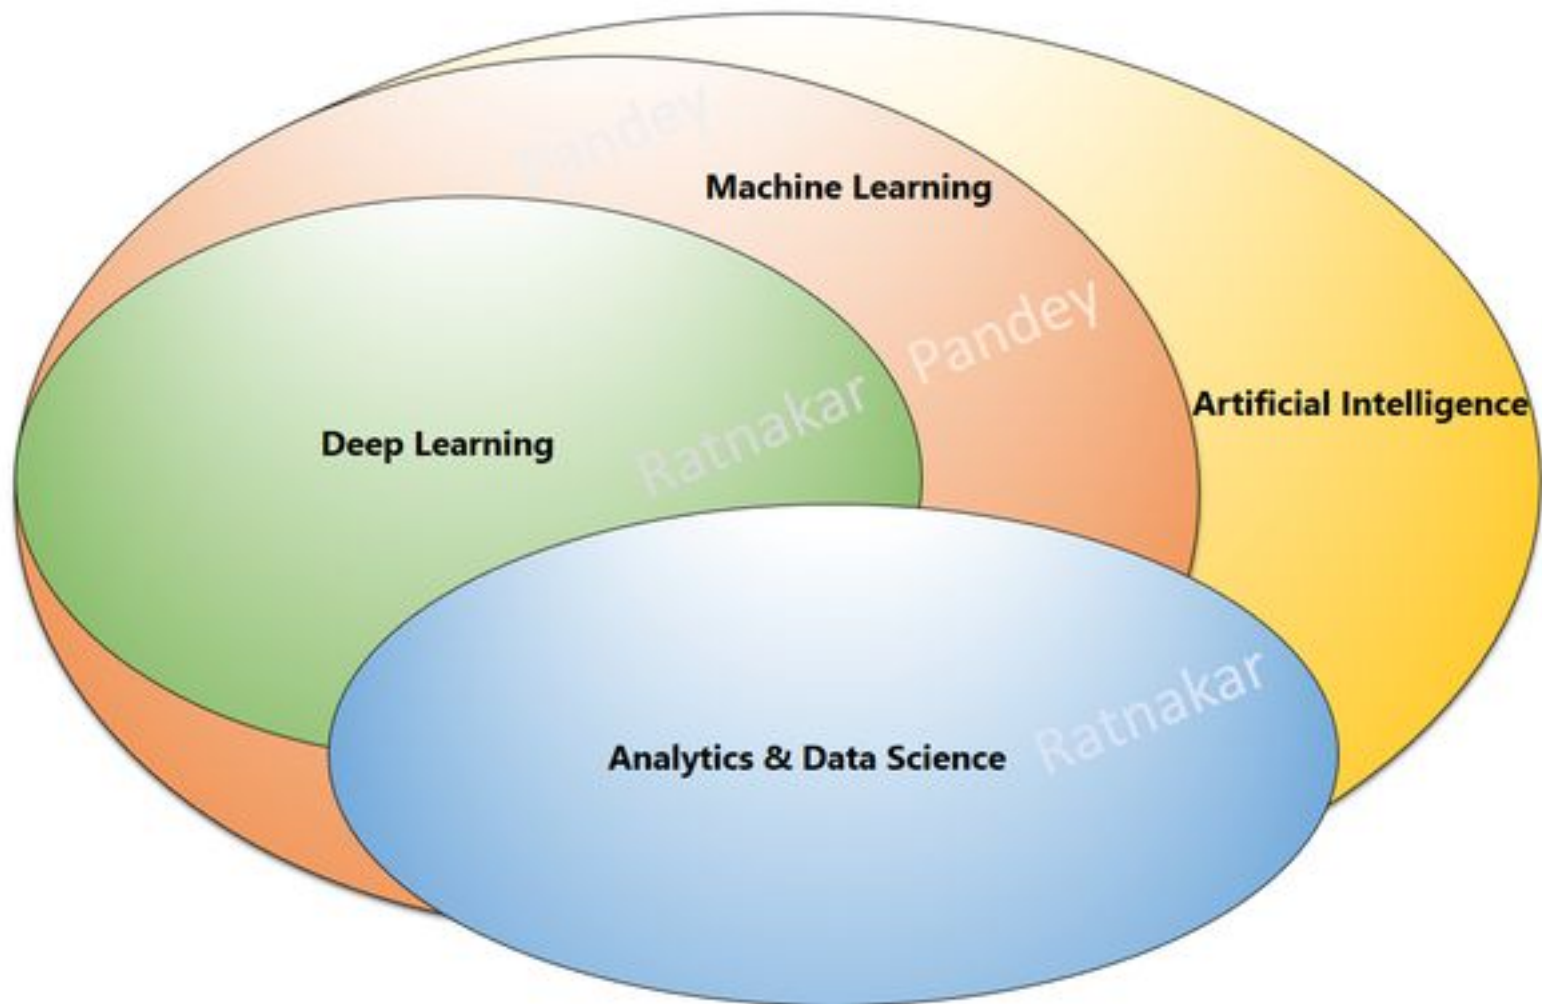 Pandey
Machine Learning
Ratnakar Pandey
Artificial Intelligence
Deep Learning
Ratnakar
Analytics & Data Science